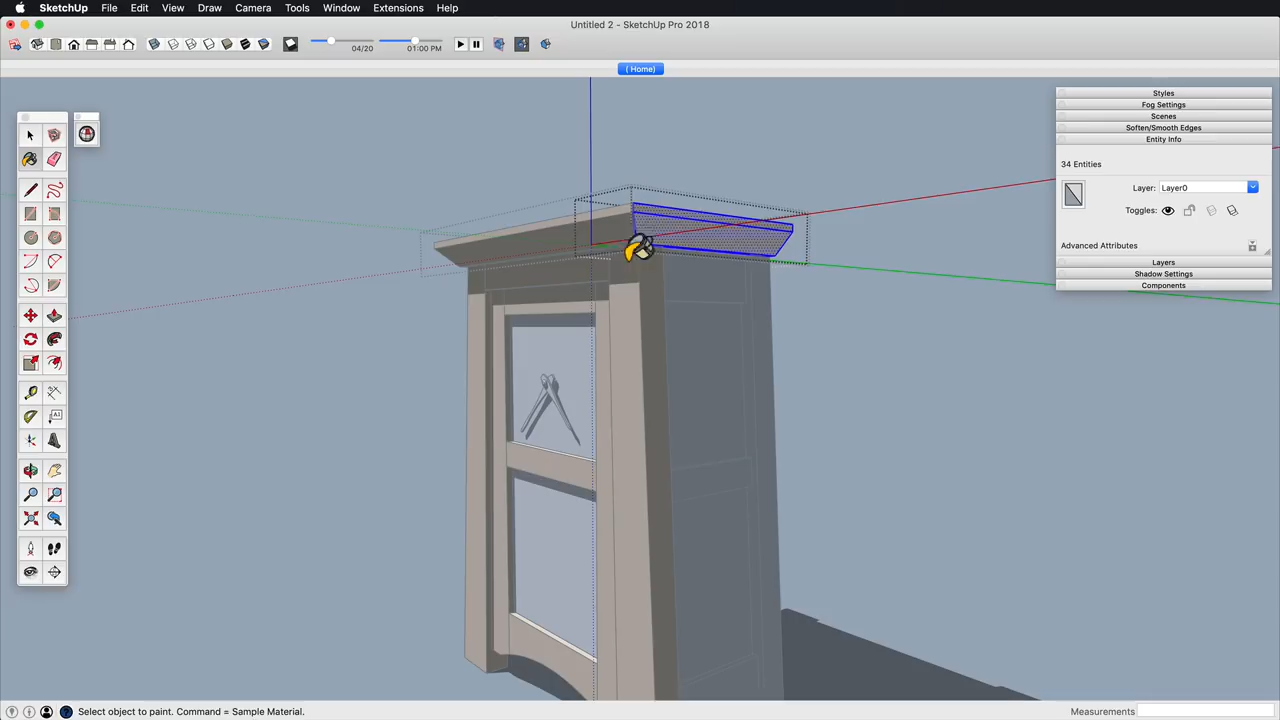 SketchUp File Edit View Draw Camera Tools Window Extensions Help
Untitled 2 - SketchUp Pro 2018
04/20 01:00 PM
( Home)
Styles
Fog Settings
Scenes
Soften/Smooth Edges
Entity Info
34 Entities
Layer: Layer0
Toggles:
Advanced Attributes
Layers
Shadow Settings
Components
A1
Select object to paint. Command = Sample Material.
Measurements